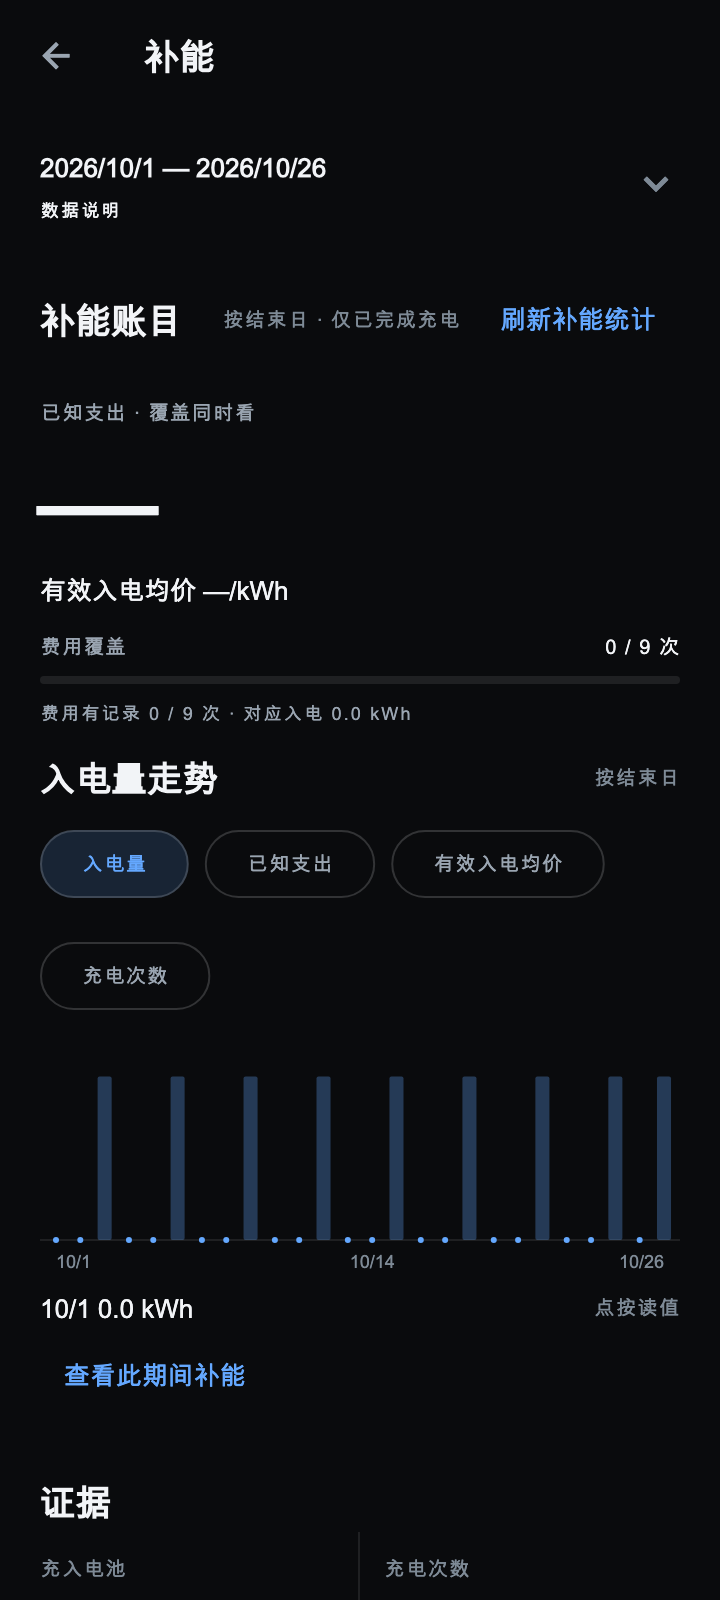 补能
2026/10/1 — 2026/10/26
数据说明
补能账目 按结束日 · 仅已完成充电 刷新补能统计
已知支出 · 覆盖同时看
—
有效入电均价 —/kWh
费用覆盖 0 / 9 次
费用有记录 0 / 9 次 · 对应入电 0.0 kWh
入电量走势 按结束日
入电量 已知支出 有效入电均价
充电次数
10/1 10/14 10/26
10/1 0.0 kWh 点按读值
查看此期间补能
证据
充入电池 充电次数